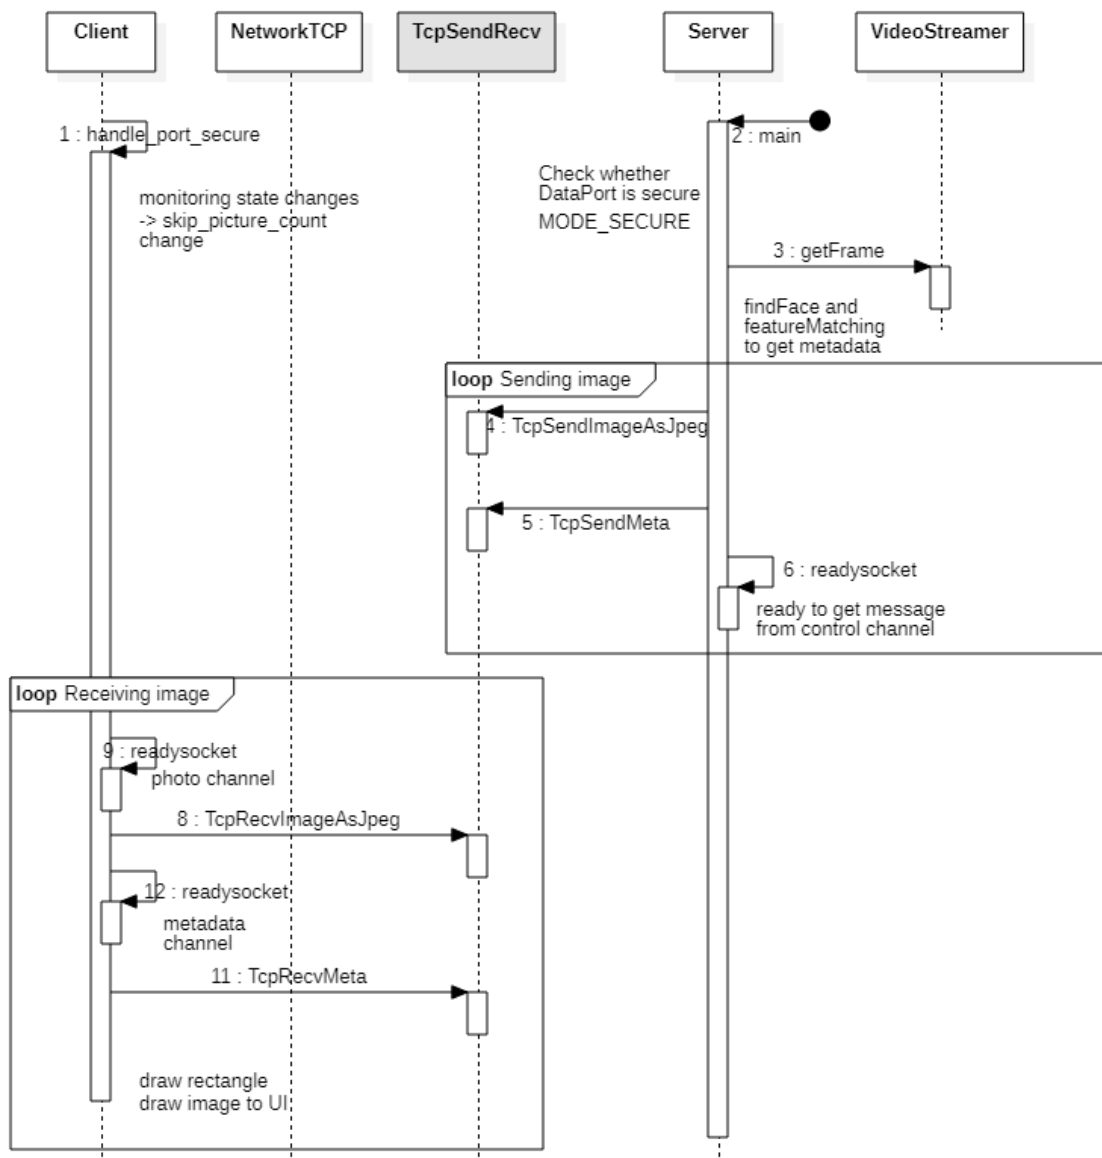 Client
NetworkTCP
TcpSendRecv
Server
VideoStreamer
1 : handle_port_secure
2 : main
monitoring state changes
-> skip_picture_count
change
Check whether
DataPort is secure
MODE_SECURE
3 : getFrame
findFace and
featureMatching
to get metadata
loop Sending image
4 : TcpSendImageAsJpeg
5 : TcpSendMeta
6 : readysocket
ready to get message
from control channel
loop Receiving image
9 : readysocket
photo channel
8 : TcpRecvImageAsJpeg
12 : readysocket
metadata
channel
11 : TcpRecvMeta
draw rectangle
draw image to UI